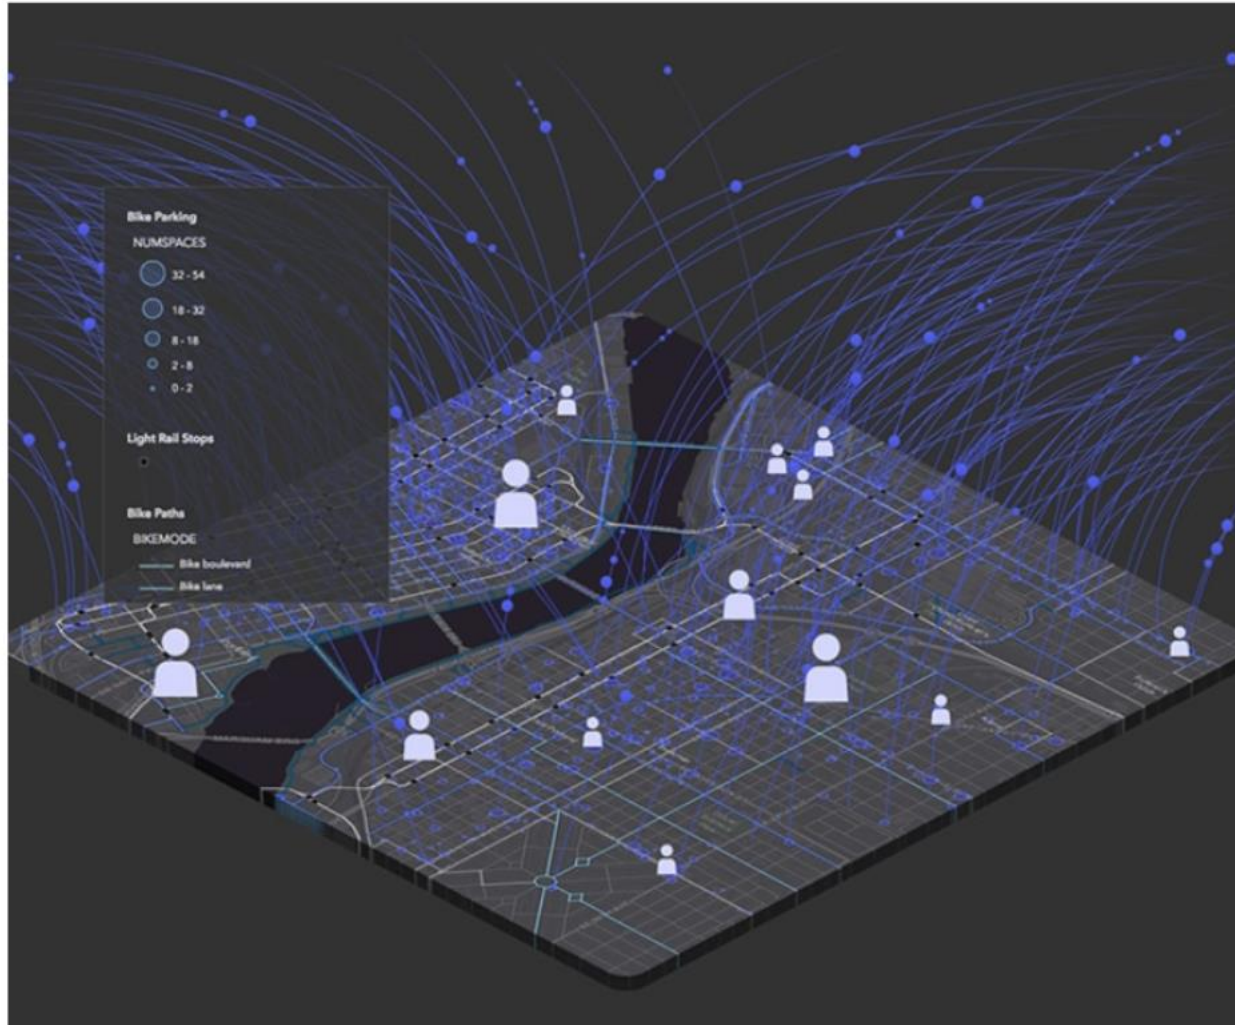 Bike Parking
NUMSPACES
32 - 54
18 - 32
8 - 18
2 - 8
0 - 2
Light Rail Stops
Bike Paths
BIKEMODE
Bike boulevard
Bike lane